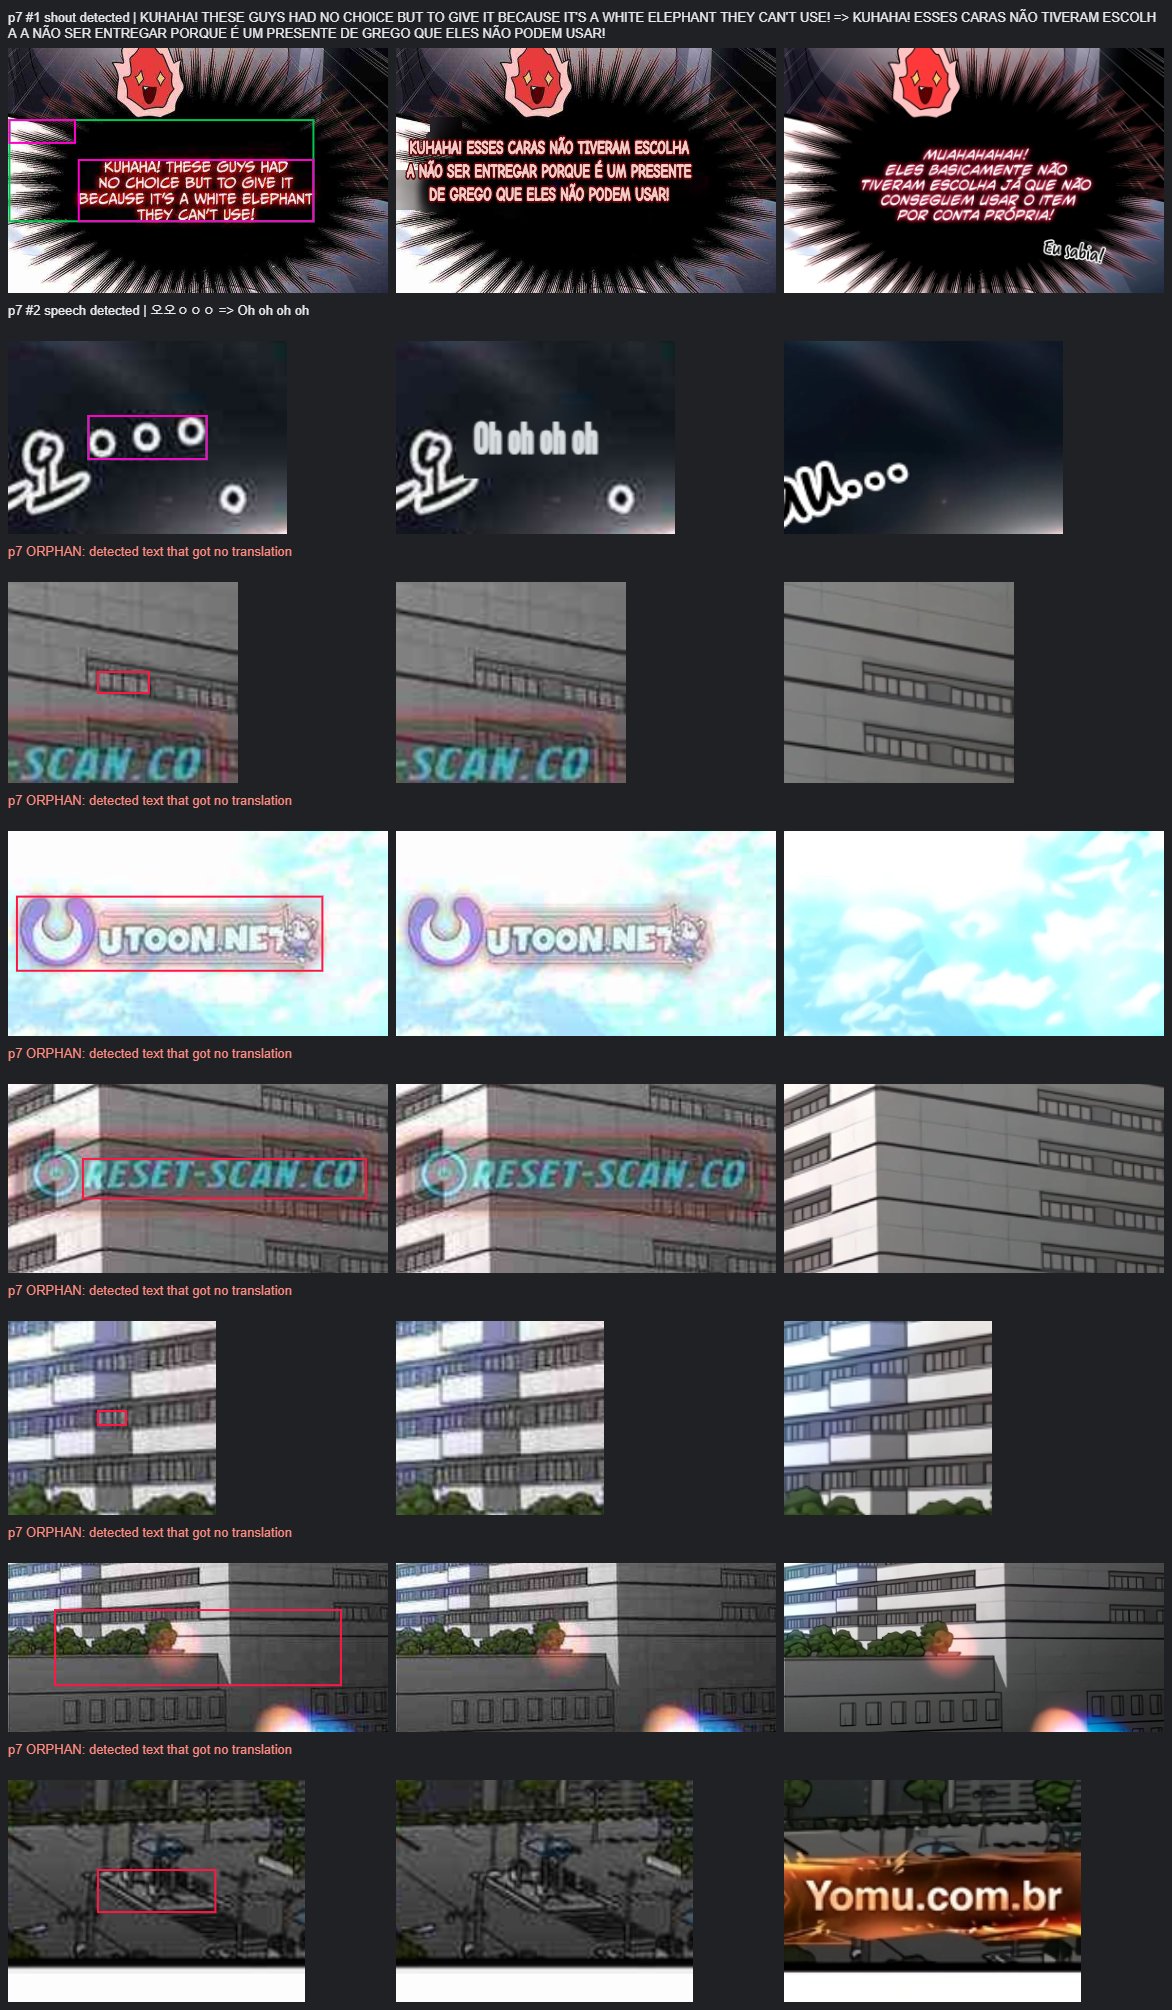 p7 #1 shout detected | KUHAHA! THESE GUYS HAD NO CHOICE BUT TO GIVE IT BECAUSE IT'S A WHITE ELEPHANT THEY CAN'T USE! => KUHAHA! ESSES CARAS NÃO TIVERAM ESCOLH
A A NÃO SER ENTREGAR PORQUE É UM PRESENTE DE GREGO QUE ELES NÃO PODEM USAR!
KUHAHA! THESE GUYS HAD
NO CHOICE BUT TO GIVE IT
BECAUSE IT'S A WHITE ELEPHANT
THEY CAN'T USE!
KUHAHA! ESSES CARAS NÃO TIVERAM ESCOLHA
A NÃO SER ENTREGAR PORQUE É UM PRESENTE
DE GREGO QUE ELES NÃO PODEM USAR!
MUAHAHAHAH!
ELES BASICAMENTE NÃO
TIVERAM ESCOLHA JÁ QUE NÃO
CONSEGUEM USAR O ITEM
POR CONTA PRÓPRIA!
Eu sabia!
p7 #2 speech detected | 오오ㅇㅇㅇ => Oh oh oh oh
오
Oh oh oh oh
오
uu...
p7 ORPHAN: detected text that got no translation
-SCAN.CO
-SCAN.CO
p7 ORPHAN: detected text that got no translation
UTOON.NET
UTOON.NET
p7 ORPHAN: detected text that got no translation
RESET-SCAN.CO
RESET-SCAN.CO
p7 ORPHAN: detected text that got no translation
p7 ORPHAN: detected text that got no translation
p7 ORPHAN: detected text that got no translation
Yomu.com.br